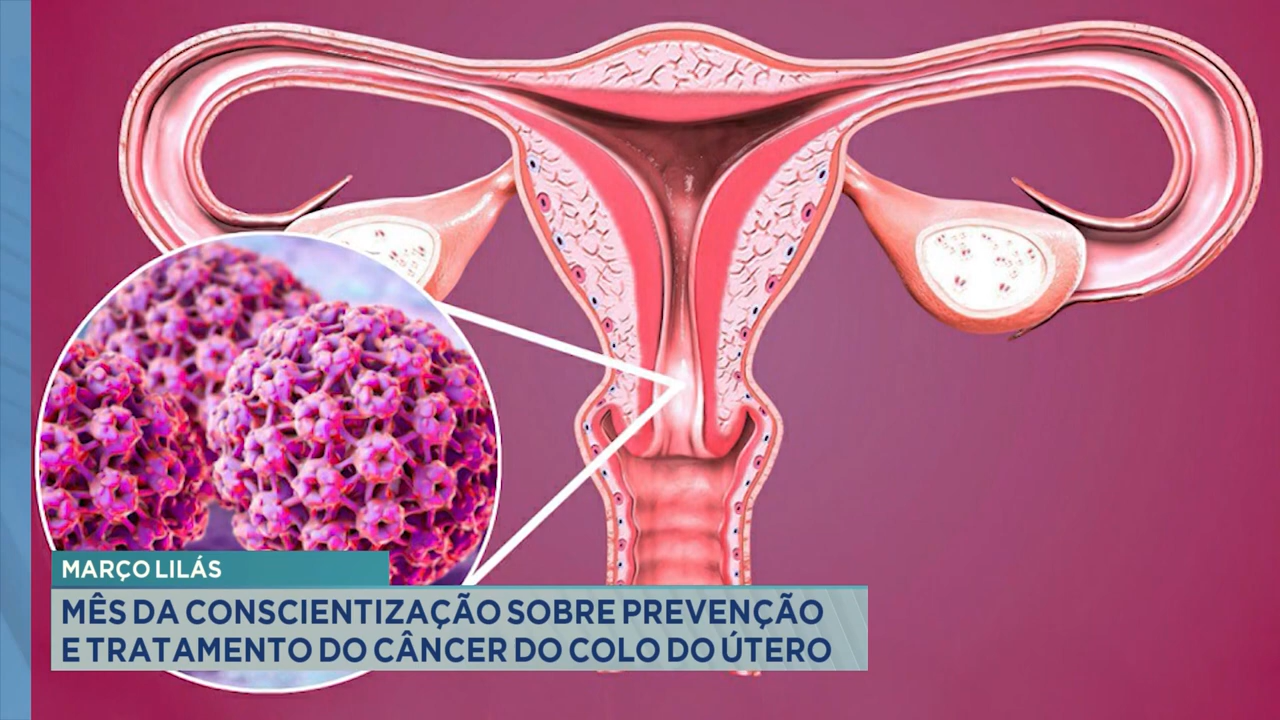 MARÇO LILÁS
MÊS DA CONSCIENTIZAÇÃO SOBRE PREVENÇÃO
E TRATAMENTO DO CÂNCER DO COLO DO ÚTERO